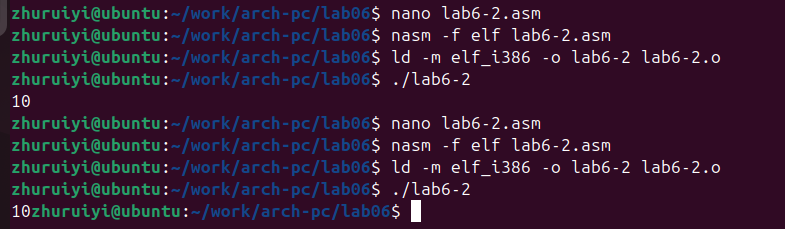 zhuruiyi@ubuntu:~/work/arch-pc/lab06$ nano lab6-2.asm
zhuruiyi@ubuntu:~/work/arch-pc/lab06$ nasm -f elf lab6-2.asm
zhuruiyi@ubuntu:~/work/arch-pc/lab06$ ld -m elf_i386 -o lab6-2 lab6-2.o
zhuruiyi@ubuntu:~/work/arch-pc/lab06$ ./lab6-2
10
zhuruiyi@ubuntu:~/work/arch-pc/lab06$ nano lab6-2.asm
zhuruiyi@ubuntu:~/work/arch-pc/lab06$ nasm -f elf lab6-2.asm
zhuruiyi@ubuntu:~/work/arch-pc/lab06$ ld -m elf_i386 -o lab6-2 lab6-2.o
zhuruiyi@ubuntu:~/work/arch-pc/lab06$ ./lab6-2
10zhuruiyi@ubuntu:~/work/arch-pc/lab06$